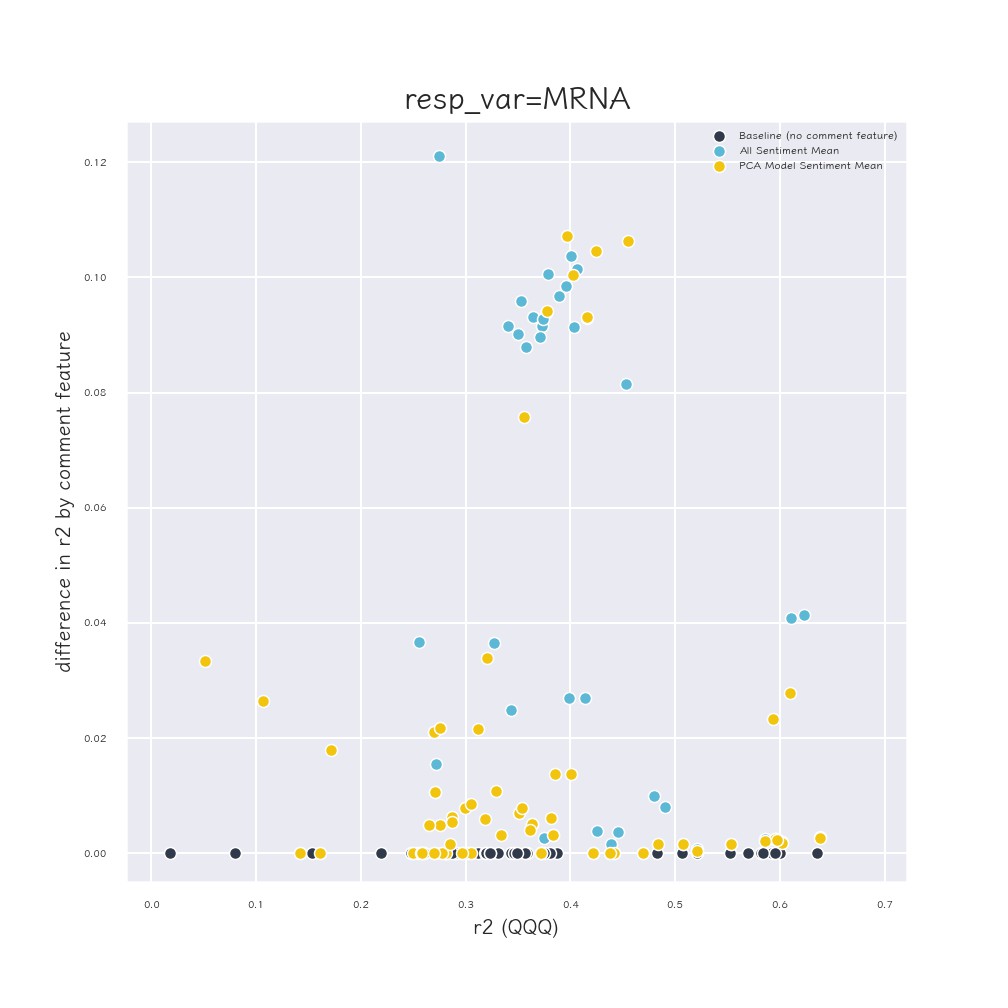 resp_var=MRNA
Baseline (no comment feature)
All Sentiment Mean
PCA Model Sentiment Mean
difference in r2 by comment feature
0.12
0.10
0.08
0.06
0.04
0.02
0.00
0.0 0.1 0.2 0.3 0.4 0.5 0.6 0.7
r2 (QQQ)